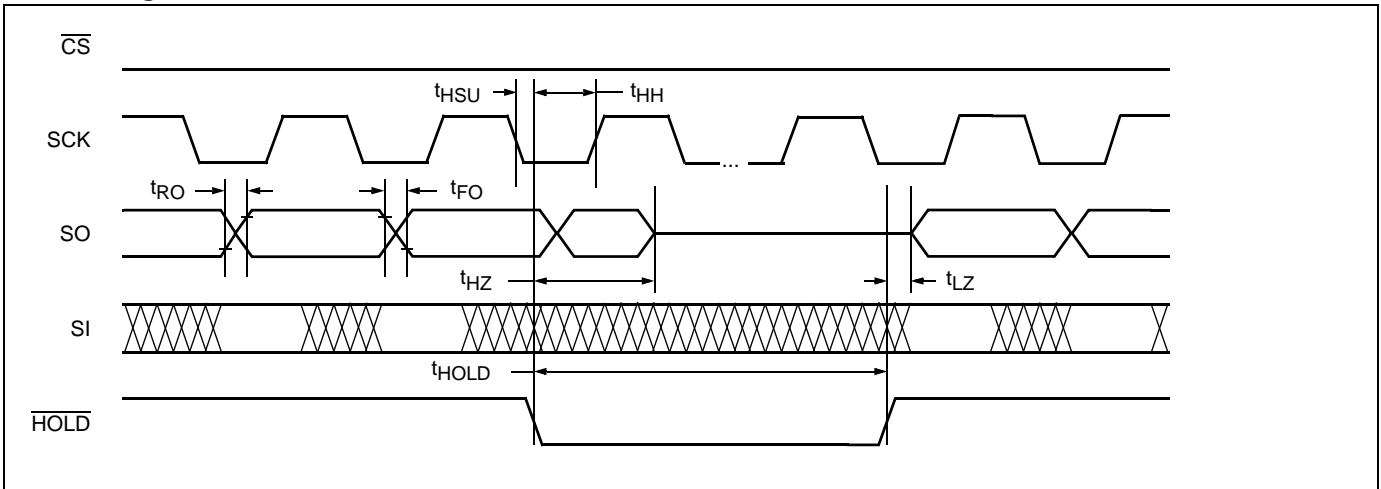 CS
tHSU
tHH
SCK
...
tRO
tFO
SO
tHZ
tLZ
SI
tHOLD
HOLD